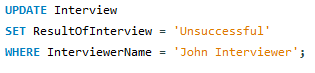 UPDATE Interview
SET ResultOfInterview = 'Unsuccessful'
WHERE InterviewerName = 'John Interviewer';